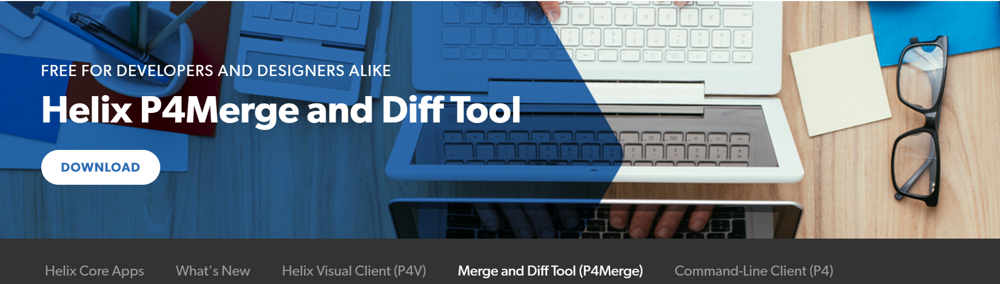 FREE FOR DEVELOPERS AND DESIGNERS ALIKE
Helix P4Merge and Diff Tool
DOWNLOAD
Helix Core Apps
What's New
Helix Visual Client (P4V)
Merge and Diff Tool (P4Merge)
Command-Line Client (P4)